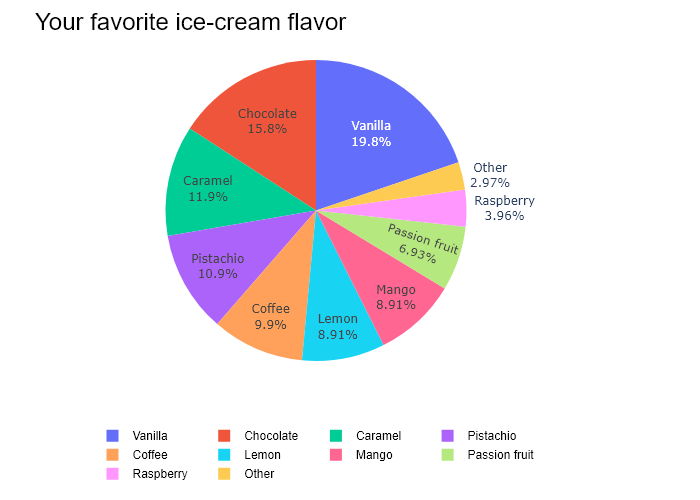 Your favorite ice-cream flavor
Vanilla
19.8%
Other
2.97%
Raspberry
3.96%
Passion fruit
6.93%
Mango
8.91%
Lemon
8.91%
Coffee
9.9%
Pistachio
10.9%
Caramel
11.9%
Chocolate
15.8%
Vanilla Chocolate Caramel Pistachio
Coffee Lemon Mango Passion fruit
Raspberry Other